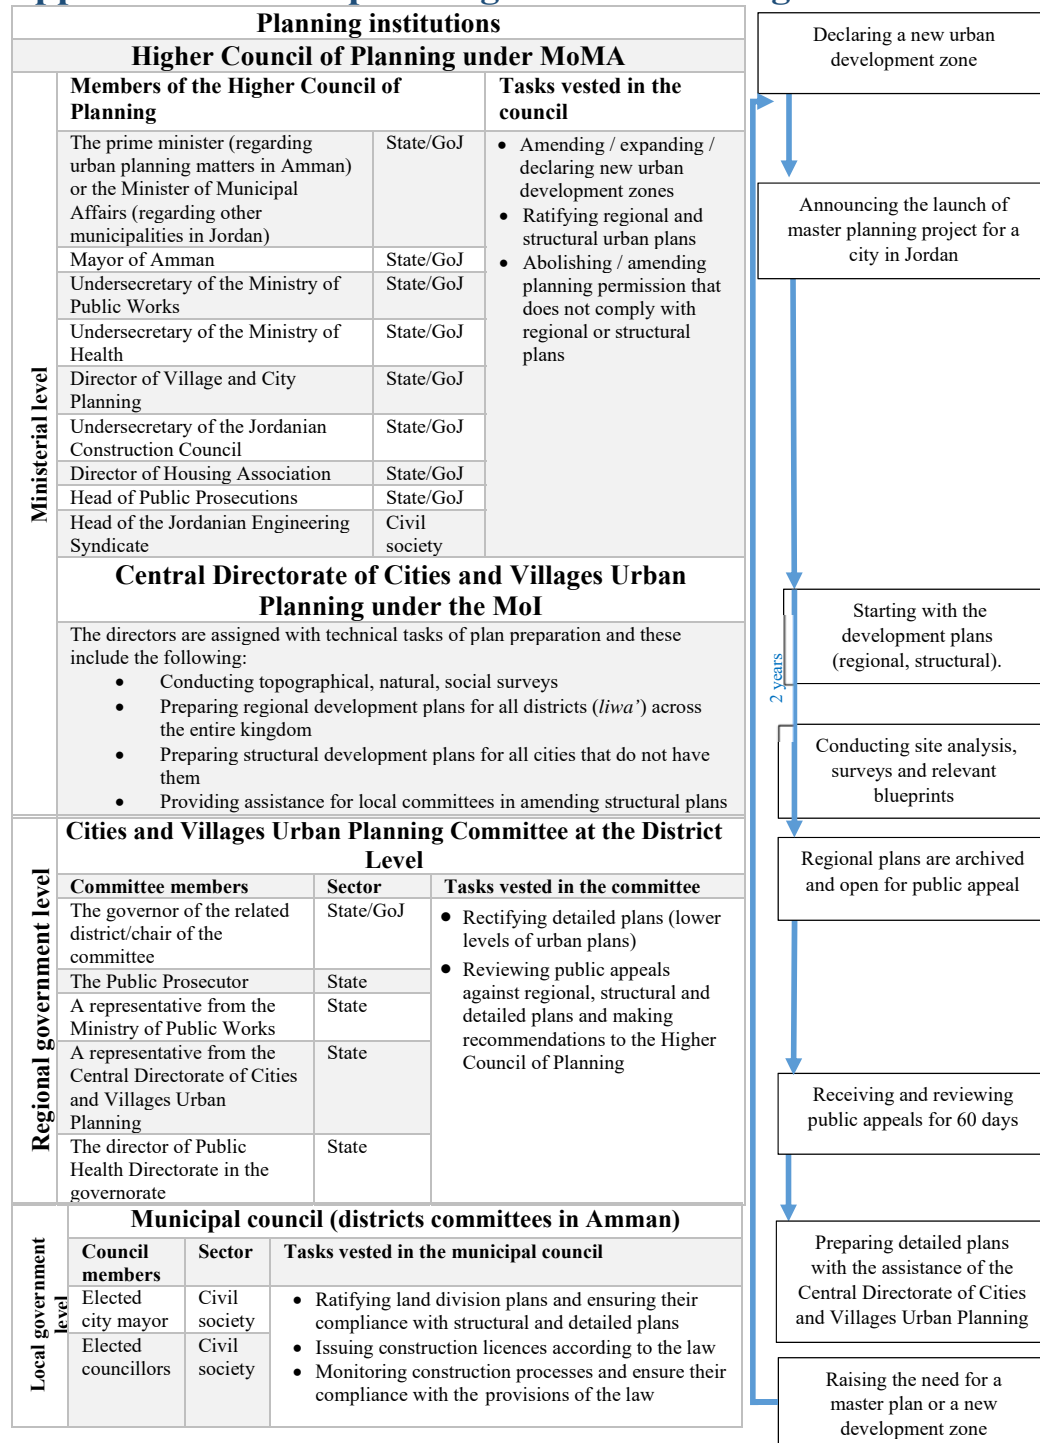 Planning institutions
Higher Council of Planning under MoMA
Ministerial level
Members of the Higher Council of
Planning
Tasks vested in the
council
The prime minister (regarding
urban planning matters in Amman)
or the Minister of Municipal
Affairs (regarding other
municipalities in Jordan)
State/GoJ
Mayor of Amman
State/GoJ
Undersecretary of the Ministry of
Public Works
State/GoJ
Undersecretary of the Ministry of
Health
State/GoJ
Director of Village and City
Planning
State/GoJ
Undersecretary of the Jordanian
Construction Council
State/GoJ
Director of Housing Association
State/GoJ
Head of Public Prosecutions
State/GoJ
Head of the Jordanian Engineering
Syndicate
Civil
society
• Amending / expanding /
declaring new urban
development zones
• Ratifying regional and
structural urban plans
• Abolishing / amending
planning permission that
does not comply with
regional or structural
plans
Central Directorate of Cities and Villages Urban
Planning under the MoI
The directors are assigned with technical tasks of plan preparation and these
include the following:
• Conducting topographical, natural, social surveys
• Preparing regional development plans for all districts (liwa’) across
the entire kingdom
• Preparing structural development plans for all cities that do not have
them
• Providing assistance for local committees in amending structural plans
Regional government level
Cities and Villages Urban Planning Committee at the District
Level
Committee members
Sector
Tasks vested in the committee
The governor of the related
district/chair of the
committee
State/GoJ
The Public Prosecutor
State
A representative from the
Ministry of Public Works
State
A representative from the
Central Directorate of Cities
and Villages Urban
Planning
State
The director of Public
Health Directorate in the
governorate
State
• Rectifying detailed plans (lower
levels of urban plans)
• Reviewing public appeals
against regional, structural and
detailed plans and making
recommendations to the Higher
Council of Planning
Local government
level
Municipal council (districts committees in Amman)
Council
members
Sector
Tasks vested in the municipal council
Elected
city mayor
Civil
society
Elected
councillors
Civil
society
• Ratifying land division plans and ensuring their
compliance with structural and detailed plans
• Issuing construction licences according to the law
• Monitoring construction processes and ensure their
compliance with the provisions of the law
Declaring a new urban
development zone
Announcing the launch of
master planning project for a
city in Jordan
Starting with the
development plans
(regional, structural).
2 years
Conducting site analysis,
surveys and relevant
blueprints
Regional plans are archived
and open for public appeal
Receiving and reviewing
public appeals for 60 days
Preparing detailed plans
with the assistance of the
Central Directorate of Cities
and Villages Urban Planning
Raising the need for a
master plan or a new
development zone